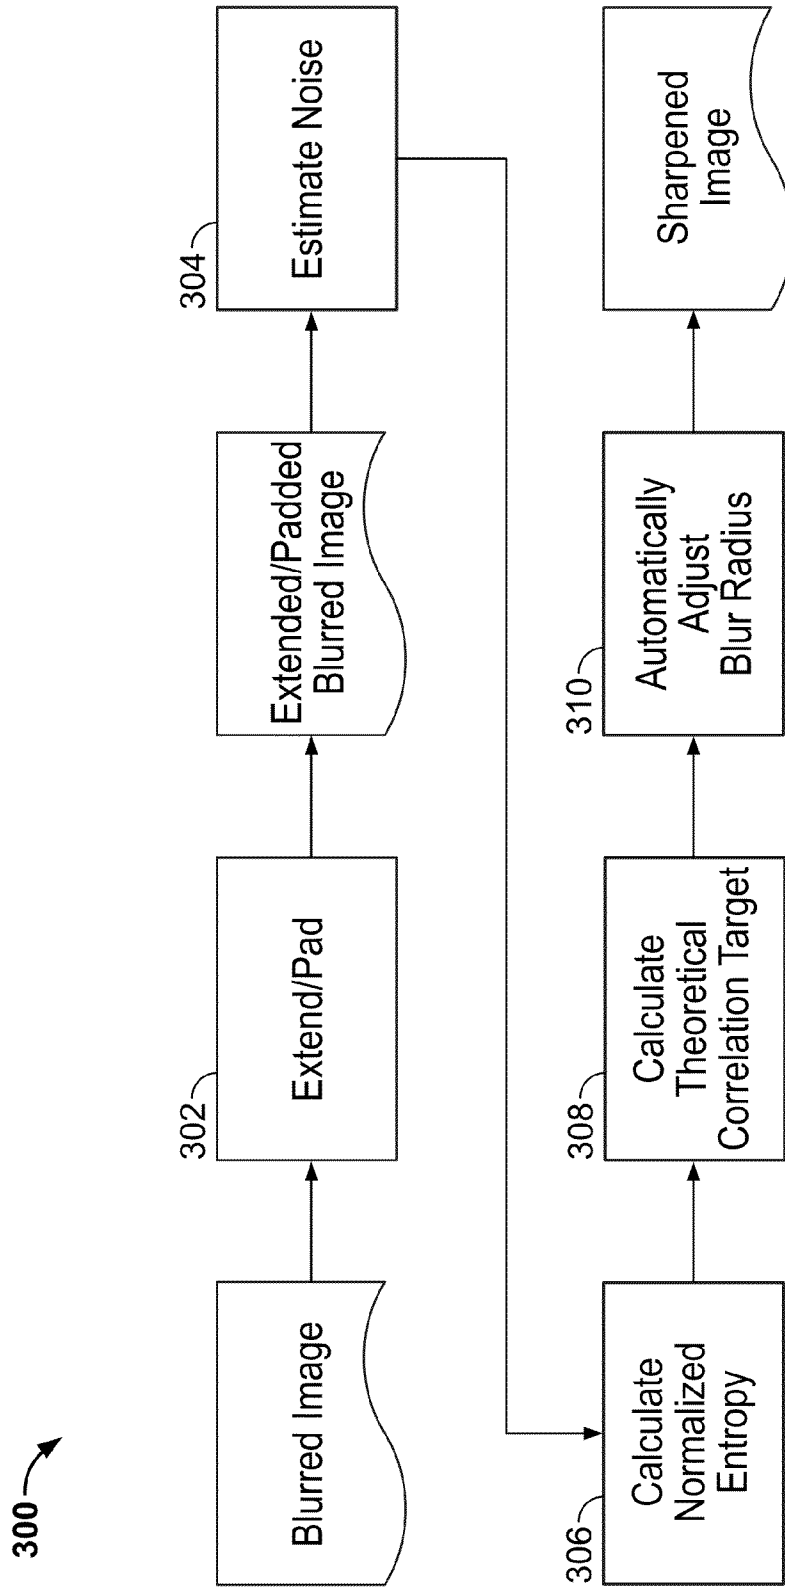 300
Blurred Image
302
Extend/Pad
Extended/Padded
Blurred Image
304
Estimate Noise
306
Calculate
Normalized
Entropy
308
Calculate
Theoretical
Correlation Target
310
Automatically
Adjust
Blur Radius
Sharpened
Image